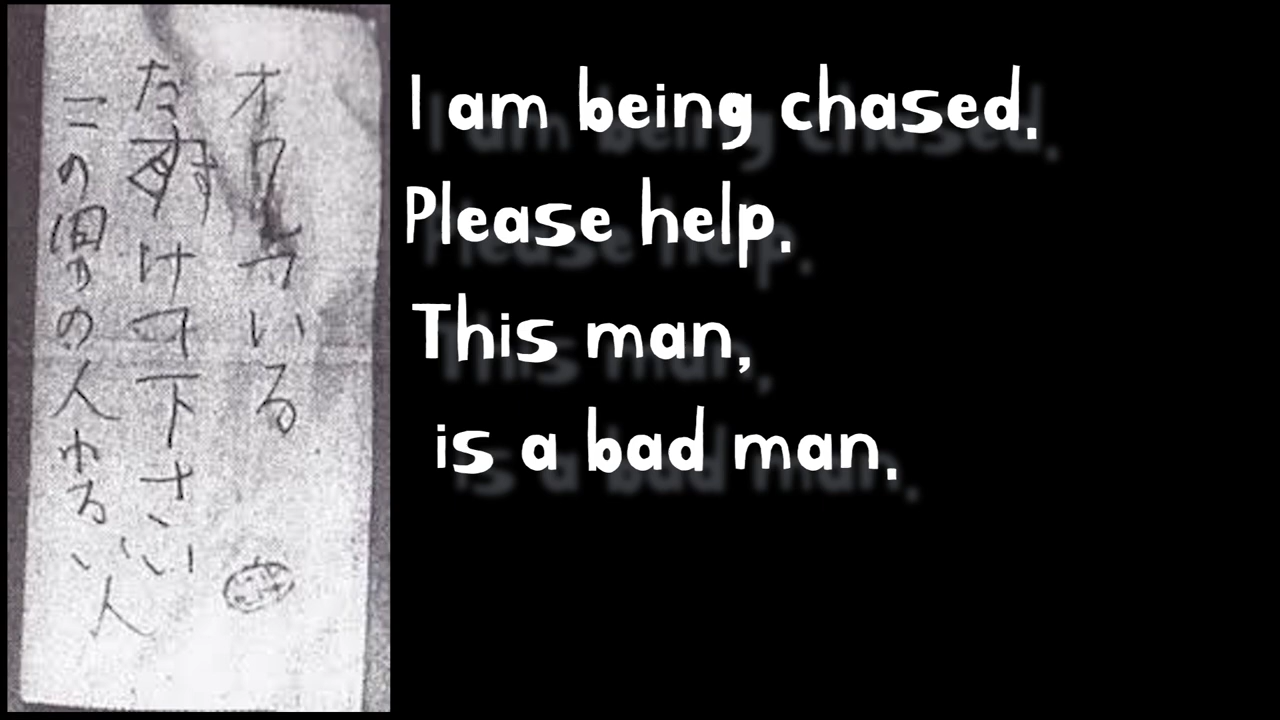 オワレている
たすけて下さい
この男の人わるい人
I am being chased.
Please help.
This man,
is a bad man.